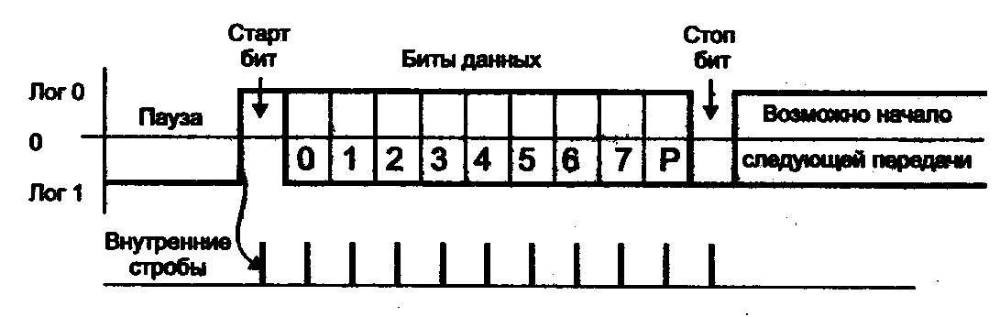 Старт
бит
Биты данных
Стоп
бит
Лог 0
Пауза
Возможно начало
0
0 1 2 3 4 5 6 7 P
следующей передачи
Лог 1
Внутренние
стробы